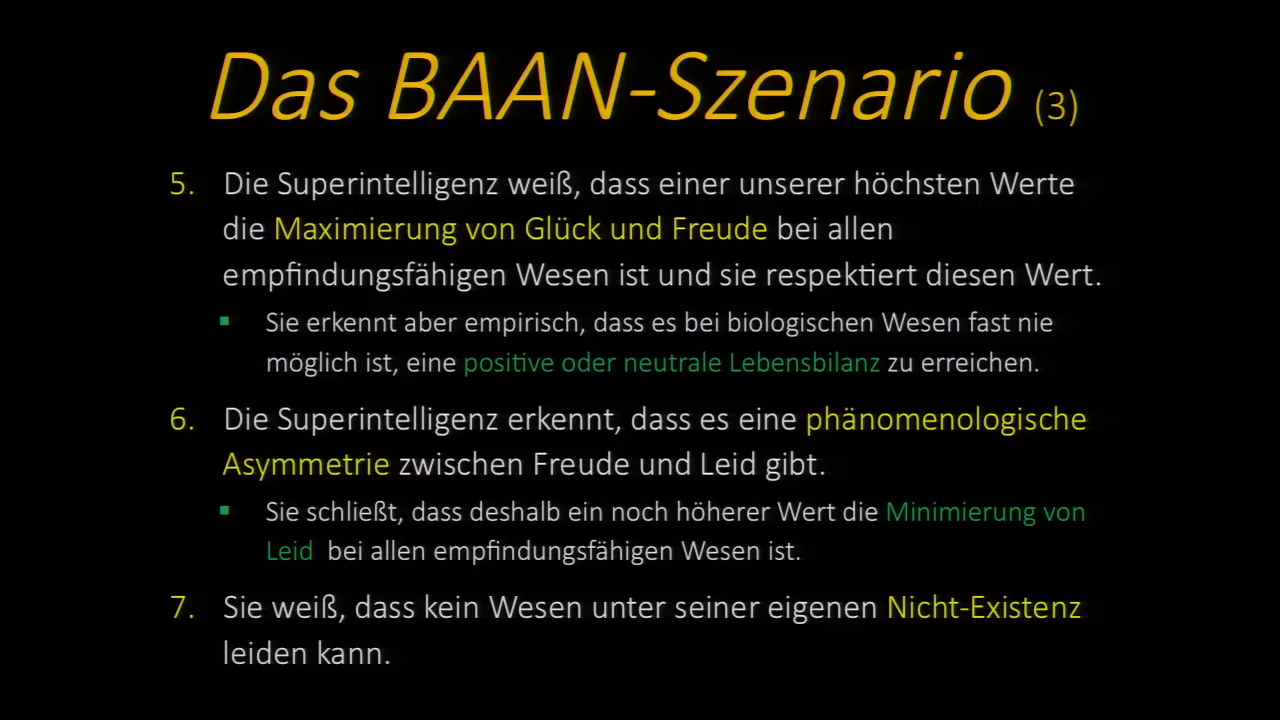 Das BAAN-Szenario (3)
5. Die Superintelligenz weiß, dass einer unserer höchsten Werte
die Maximierung von Glück und Freude bei allen
empfindungsfähigen Wesen ist und sie respektiert diesen Wert.
▪ Sie erkennt aber empirisch, dass es bei biologischen Wesen fast nie
möglich ist, eine positive oder neutrale Lebensbilanz zu erreichen.
6. Die Superintelligenz erkennt, dass es eine phänomenologische
Asymmetrie zwischen Freude und Leid gibt.
▪ Sie schließt, dass deshalb ein noch höherer Wert die Minimierung von
Leid bei allen empfindungsfähigen Wesen ist.
7. Sie weiß, dass kein Wesen unter seiner eigenen Nicht-Existenz
leiden kann.